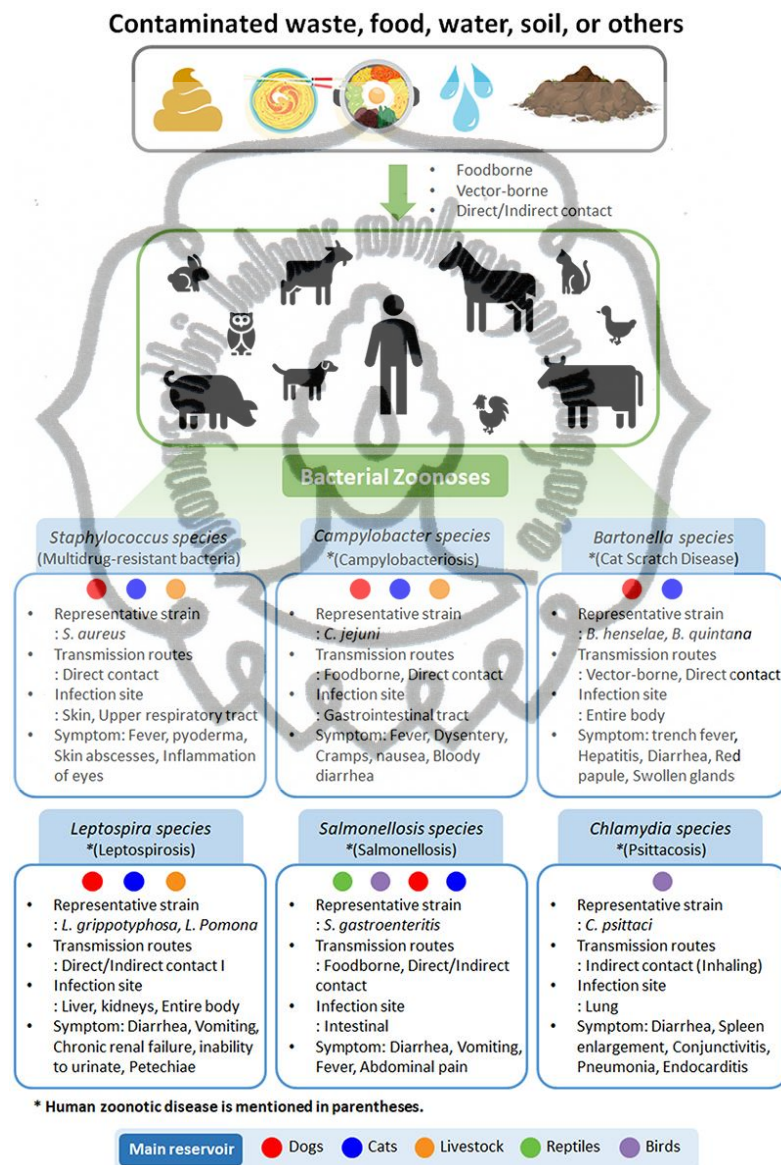 Contaminated waste, food, water, soil, or others
• Foodborne
• Vector-borne
• Direct/Indirect contact
Bacterial Zoonoses
Staphylococcus species
(Multidrug-resistant bacteria)
• Representative strain
: S. aureus
• Transmission routes
: Direct contact
• Infection site
: Skin, Upper respiratory tract
• Symptom: Fever, pyoderma,
Skin abscesses, Inflammation
of eyes
Campylobacter species
*(Campylobacteriosis)
• Representative strain
: C. jejuni
• Transmission routes
: Foodborne, Direct contact
• Infection site
: Gastrointestinal tract
• Symptom: Fever, Dysentery,
Cramps, nausea, Bloody
diarrhea
Bartonella species
*(Cat Scratch Disease)
• Representative strain
: B. henselae, B. quintana
• Transmission routes
: Vector-borne, Direct contact
• Infection site
: Entire body
• Symptom: trench fever,
Hepatitis, Diarrhea, Red
papule, Swollen glands
Leptospira species
*(Leptospirosis)
• Representative strain
: L. grippotyphosa, L. Pomona
• Transmission routes
: Direct/Indirect contact I
• Infection site
: Liver, kidneys, Entire body
• Symptom: Diarrhea, Vomiting,
Chronic renal failure, inability
to urinate, Petechiae
Salmonellosis species
*(Salmonellosis)
• Representative strain
: S. gastroenteritis
• Transmission routes
: Foodborne, Direct/Indirect
contact
• Infection site
: Intestinal
• Symptom: Diarrhea, Vomiting,
Fever, Abdominal pain
Chlamydia species
*(Psittacosis)
• Representative strain
: C. psittaci
• Transmission routes
: Indirect contact (Inhaling)
• Infection site
: Lung
• Symptom: Diarrhea, Spleen
enlargement, Conjunctivitis,
Pneumonia, Endocarditis
* Human zoonotic disease is mentioned in parentheses.
Main reservoir Dogs Cats Livestock Reptiles Birds